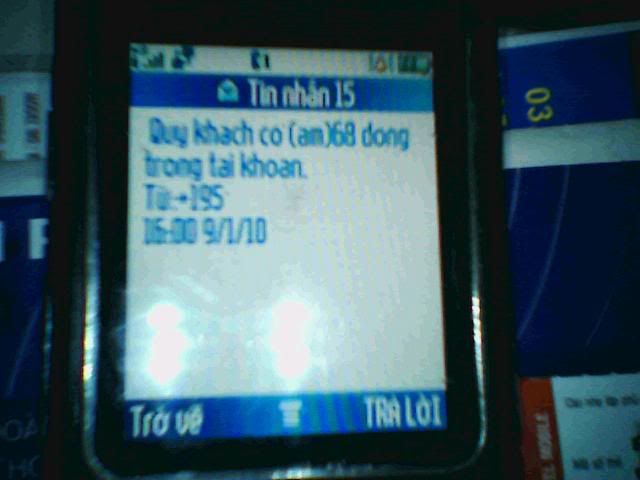 Tin nhắn 15
Quy khach co (am)68 dong
trong tai khoan.
Từ:+195
16:00 9/1/10
Trở về
TRẢ LỜI
03